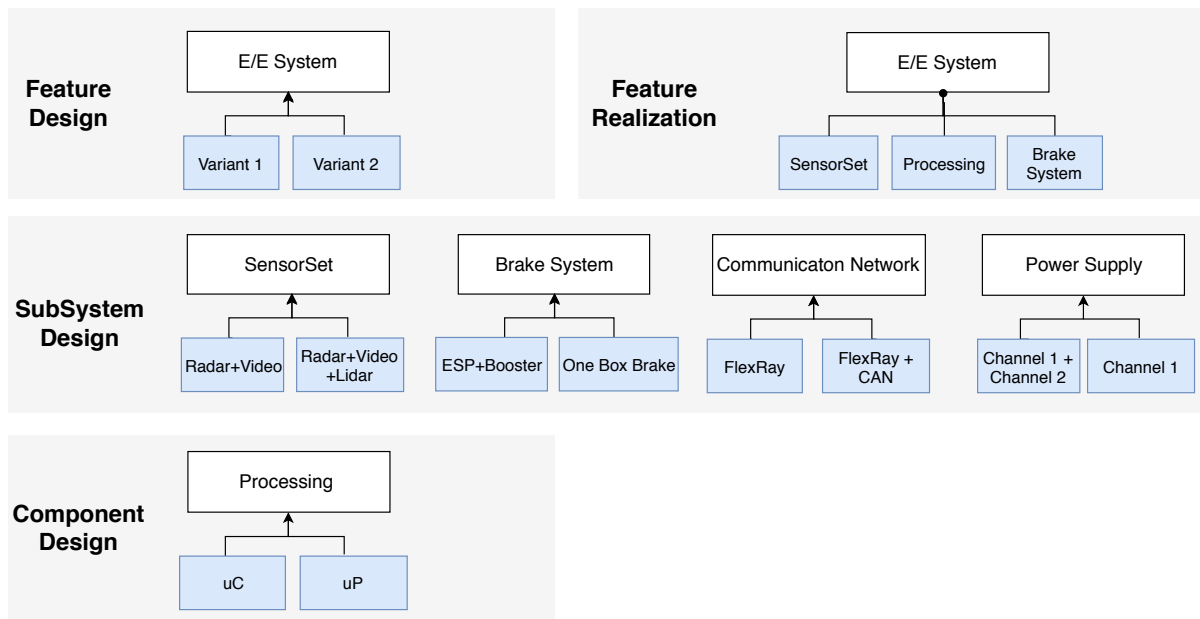 Feature
Design
E/E System
Variant 1
Variant 2
Feature
Realization
E/E System
SensorSet
Processing
Brake
System
SubSystem
Design
SensorSet
Radar+Video
Radar+Video
+Lidar
Brake System
ESP+Booster
One Box Brake
Communicaton Network
FlexRay
FlexRay +
CAN
Power Supply
Channel 1 +
Channel 2
Channel 1
Component
Design
Processing
uC
uP